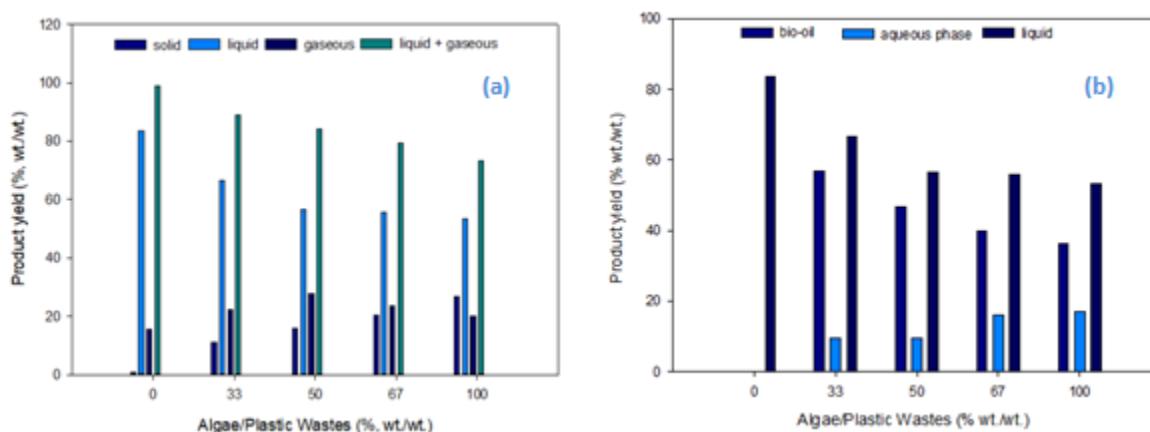 120
100
80
60
40
20
0
solid liquid gaseous liquid + gaseous
(a)
Product yield (%, wt./wt.)
0 33 50 67 100
Algae/Plastic Wastes (%, wt./wt.)
100
80
60
40
20
0
bio-oil aqueous phase liquid
(b)
Product yield (% wt./wt.)
0 33 50 67 100
Algae/Plastic Wastes (% wt./wt.)